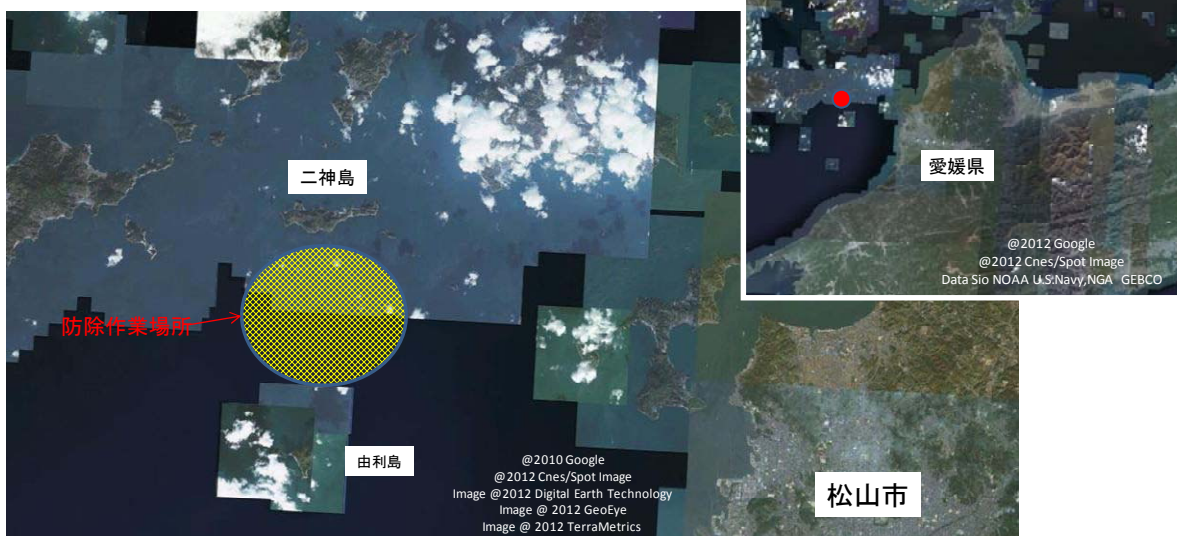 二神島
防除作業場所
由利島
@2010 Google
@2012 Cnes/Spot Image
Image @2012 Digital Earth Technology
Image @ 2012 GeoEye
Image @ 2012 TerraMetrics
松山市
愛媛県
@2012 Google
@2012 Cnes/Spot Image
Data Sio NOAA U.S.Navy,NGA GEBCO